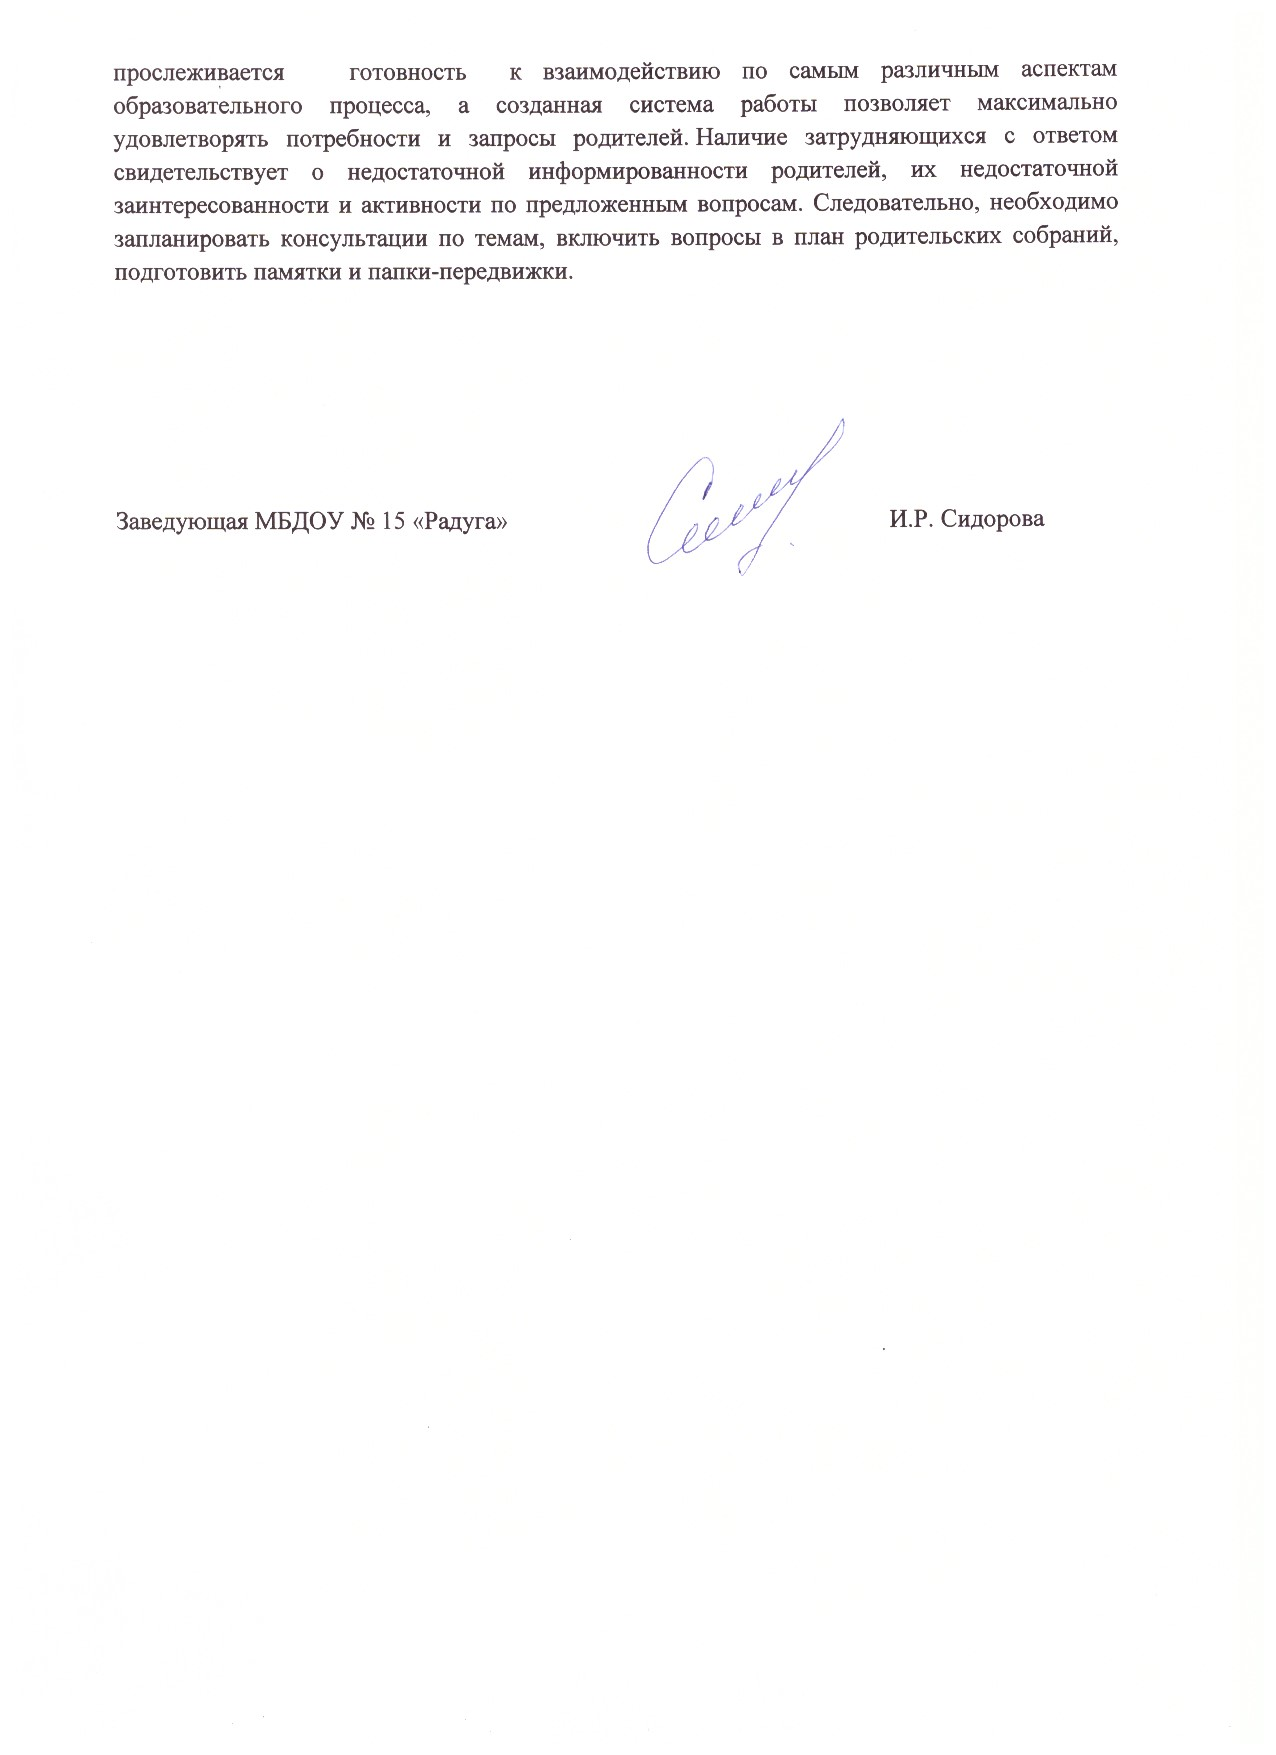 прослеживается готовность к взаимодействию по самым различным аспектам
образовательного процесса, а созданная система работы позволяет максимально
удовлетворять потребности и запросы родителей. Наличие затрудняющихся с ответом
свидетельствует о недостаточной информированности родителей, их недостаточной
заинтересованности и активности по предложенным вопросам. Следовательно, необходимо
запланировать консультации по темам, включить вопросы в план родительских собраний,
подготовить памятки и папки-передвижки.
Заведующая МБДОУ № 15 «Радуга» И.Р. Сидорова